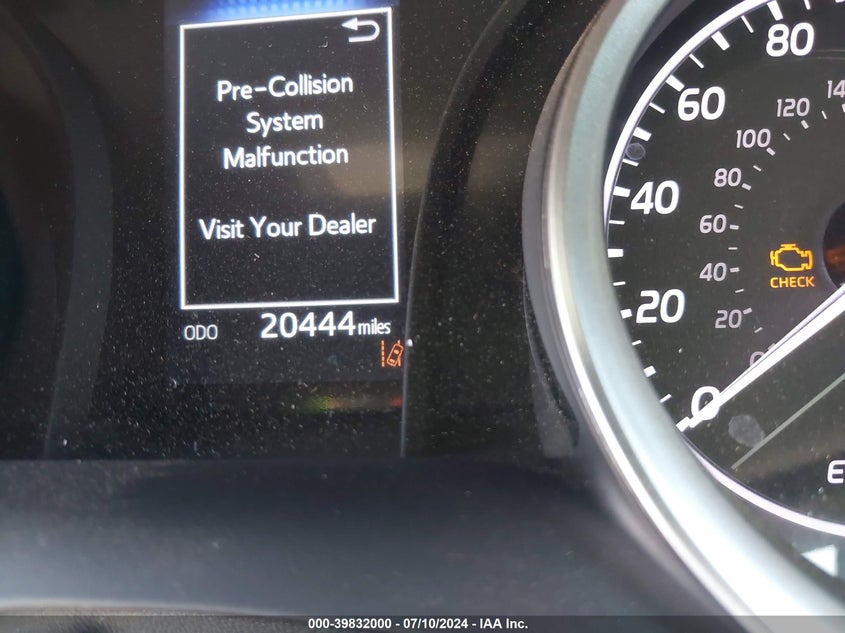 Pre-Collision
System
Malfunction
Visit Your Dealer
ODO 20444 miles
80
60
40
20
0
120
100
80
60
40
20
CHECK
E
000-39832000 - 07/10/2024 - IAA Inc.